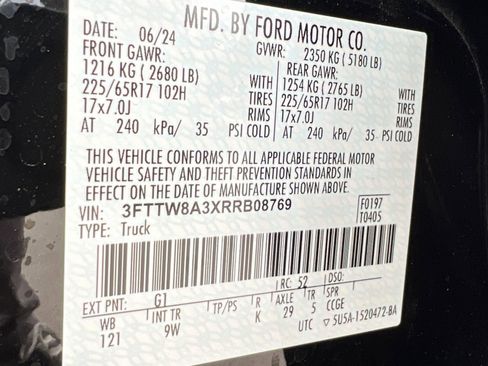 MFD. BY FORD MOTOR CO.
DATE: 06/24 GVWR: 2350 KG ( 5180 LB)
FRONT GAWR: REAR GAWR:
1216 KG ( 2680 LB) WITH 1254 KG ( 2765 LB) WITH
225/65R17 102H TIRES 225/65R17 102H TIRES
17x7.0J RIMS 17x7.0J RIMS
AT 240 kPa/ 35 PSI COLD AT 240 kPa/ 35 PSI COLD
THIS VEHICLE CONFORMS TO ALL APPLICABLE FEDERAL MOTOR
VEHICLE SAFETY AND THEFT PREVENTION STANDARDS IN
EFFECT ON THE DATE OF MANUFACTURE SHOWN ABOVE.
VIN: 3FTTW8A3XRRB08769 F0197
TYPE: Truck T0405
EXT PNT: G1 RC: 52 DSO:
WB INT TR TP/PS R AXLE TR SPR
121 9W K 29 5 CCGE
UTC ▽5U5A-1520472-BA